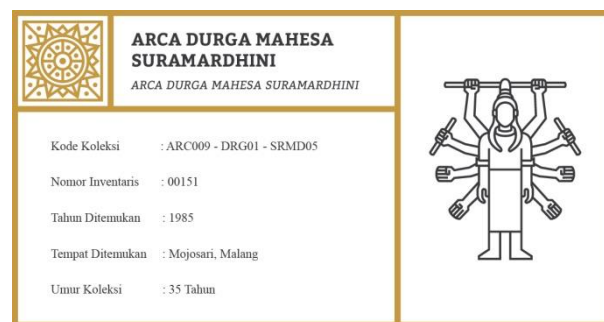 ARCA DURGA MAHESA
SURAMARDHINI
ARCA DURGA MAHESA SURAMARDHINI
Kode Koleksi : ARC009 - DRG01 - SRMD05
Nomor Inventaris : 00151
Tahun Ditemukan : 1985
Tempat Ditemukan : Mojosari, Malang
Umur Koleksi : 35 Tahun